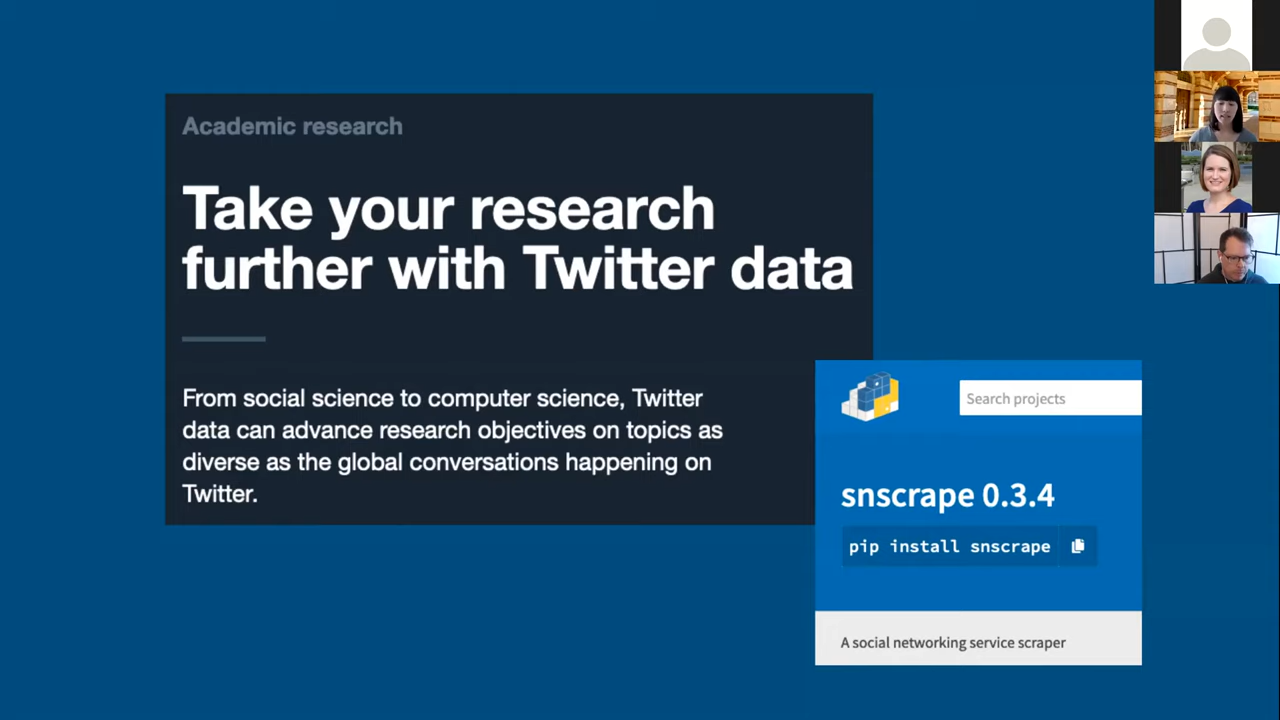 Academic research
Take your research
further with Twitter data
From social science to computer science, Twitter
data can advance research objectives on topics as
diverse as the global conversations happening on
Twitter.
Search projects
snscrape 0.3.4
pip install snscrape
A social networking service scraper